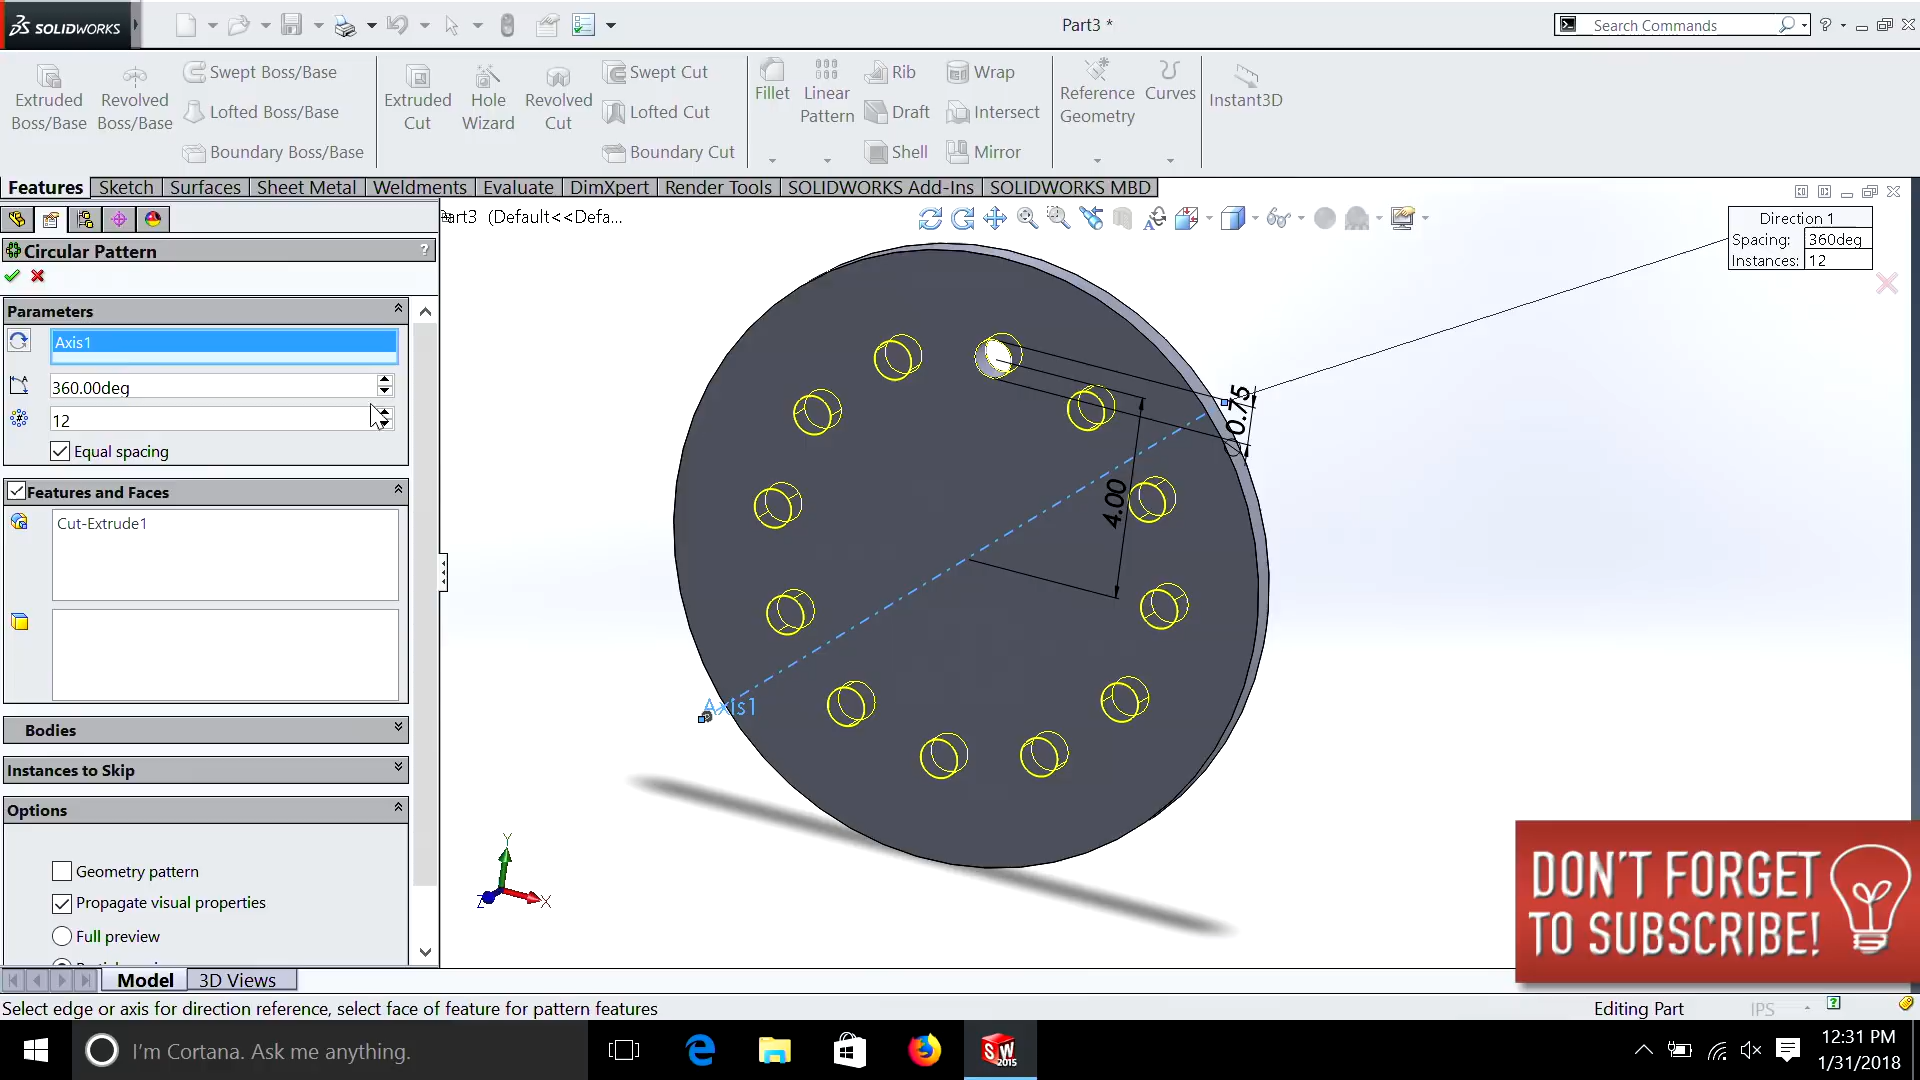 SOLIDWORKS
Part3 *
Search Commands
?
Extruded
Boss/Base
Revolved
Boss/Base
Swept Boss/Base
Lofted Boss/Base
Boundary Boss/Base
Extruded
Cut
Hole
Wizard
Revolved
Cut
Swept Cut
Lofted Cut
Boundary Cut
Fillet
Linear
Pattern
Rib
Draft
Shell
Wrap
Intersect
Mirror
Reference
Geometry
Curves
Instant3D
Features
Sketch
Surfaces
Sheet Metal
Weldments
Evaluate
DimXpert
Render Tools
SOLIDWORKS Add-Ins
SOLIDWORKS MBD
art3 (Default<<Defa...
Circular Pattern
?
Parameters
Axis1
360.00deg
12
Equal spacing
Features and Faces
Cut-Extrude1
Bodies
Instances to Skip
Options
Geometry pattern
Propagate visual properties
Full preview
Direction 1
Spacing: 360deg
Instances: 12
0.75
4.00
Axis1
Y
Z
X
DON'T FORGET
TO SUBSCRIBE!
Model
3D Views
Select edge or axis for direction reference, select face of feature for pattern features
Editing Part
IPS
?
I'm Cortana. Ask me anything.
SW
2015
12:31 PM
1/31/2018